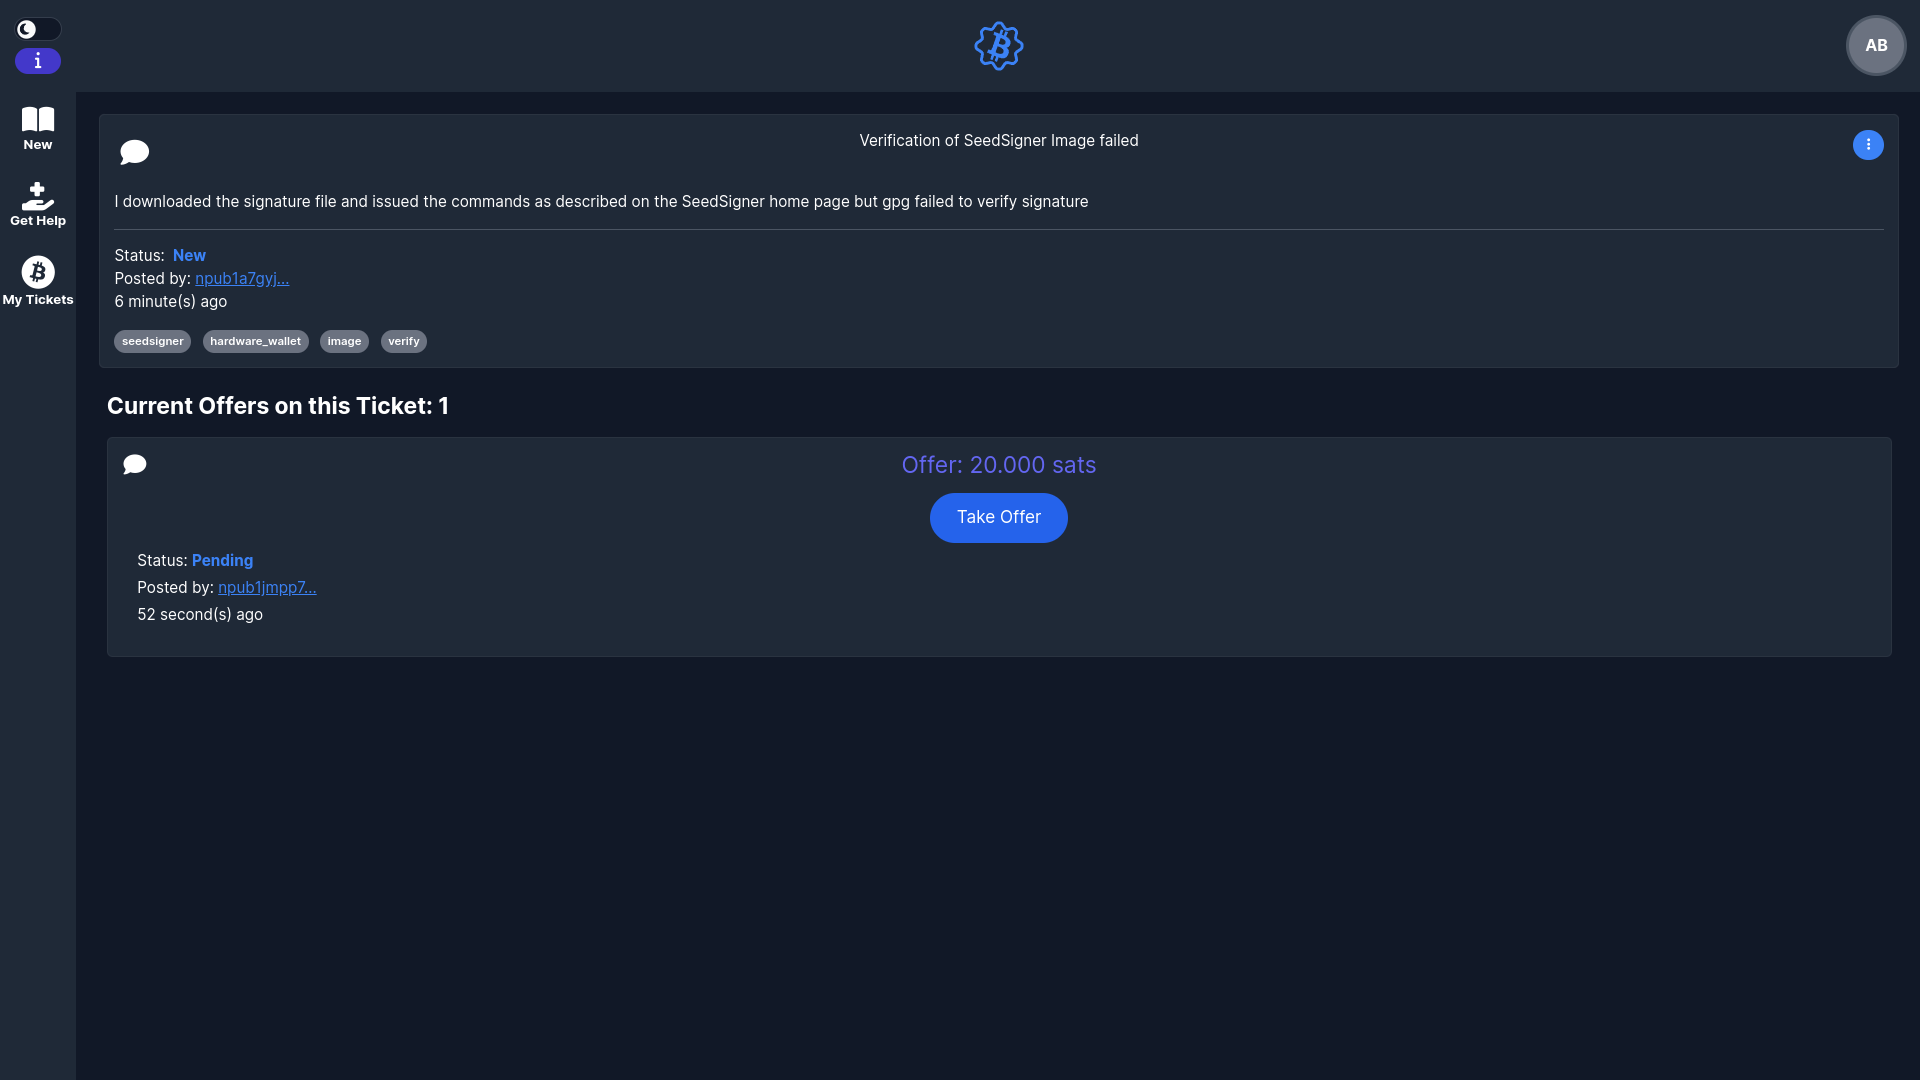 AB
New
Get Help
My Tickets
Verification of SeedSigner Image failed
I downloaded the signature file and issued the commands as described on the SeedSigner home page but gpg failed to verify signature
Status: New
Posted by: npub1a7gyj...
6 minute(s) ago
seedsigner hardware_wallet image verify
Current Offers on this Ticket: 1
Offer: 20.000 sats
Take Offer
Status: Pending
Posted by: npub1jmpp7...
52 second(s) ago